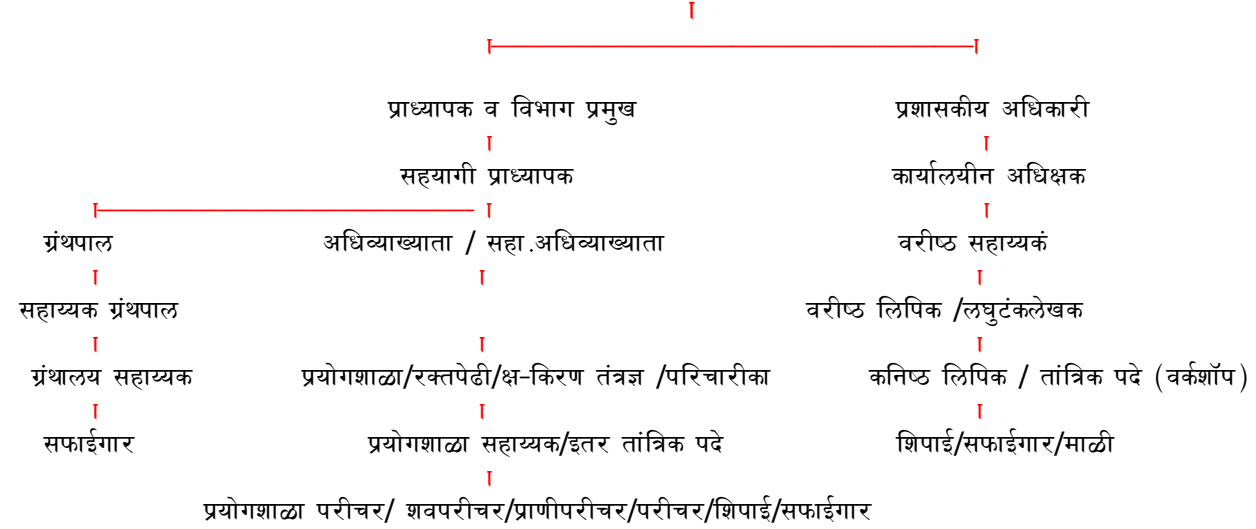 प्राध्यापक व विभाग प्रमुख प्रशासकीय अधिकारी
सहयागी प्राध्यापक कार्यालयीन अधिक्षक
ग्रंथपाल अधिव्याख्याता / सहा.अधिव्याख्याता वरीष्ठ सहाय्यकं
सहाय्यक ग्रंथपाल वरीष्ठ लिपिक /लघुटंकलेखक
ग्रंथालय सहाय्यक प्रयोगशाळा/रक्तपेढी/क्ष-किरण तंत्रज्ञ /परिचारीका कनिष्ठ लिपिक / तांत्रिक पदे (वर्कशॉप)
सफाईगार प्रयोगशाळा सहाय्यक/इतर तांत्रिक पदे शिपाई/सफाईगार/माळी
प्रयोगशाळा परीचर/ शवपरीचर/प्राणीपरीचर/परीचर/शिपाई/सफाईगार